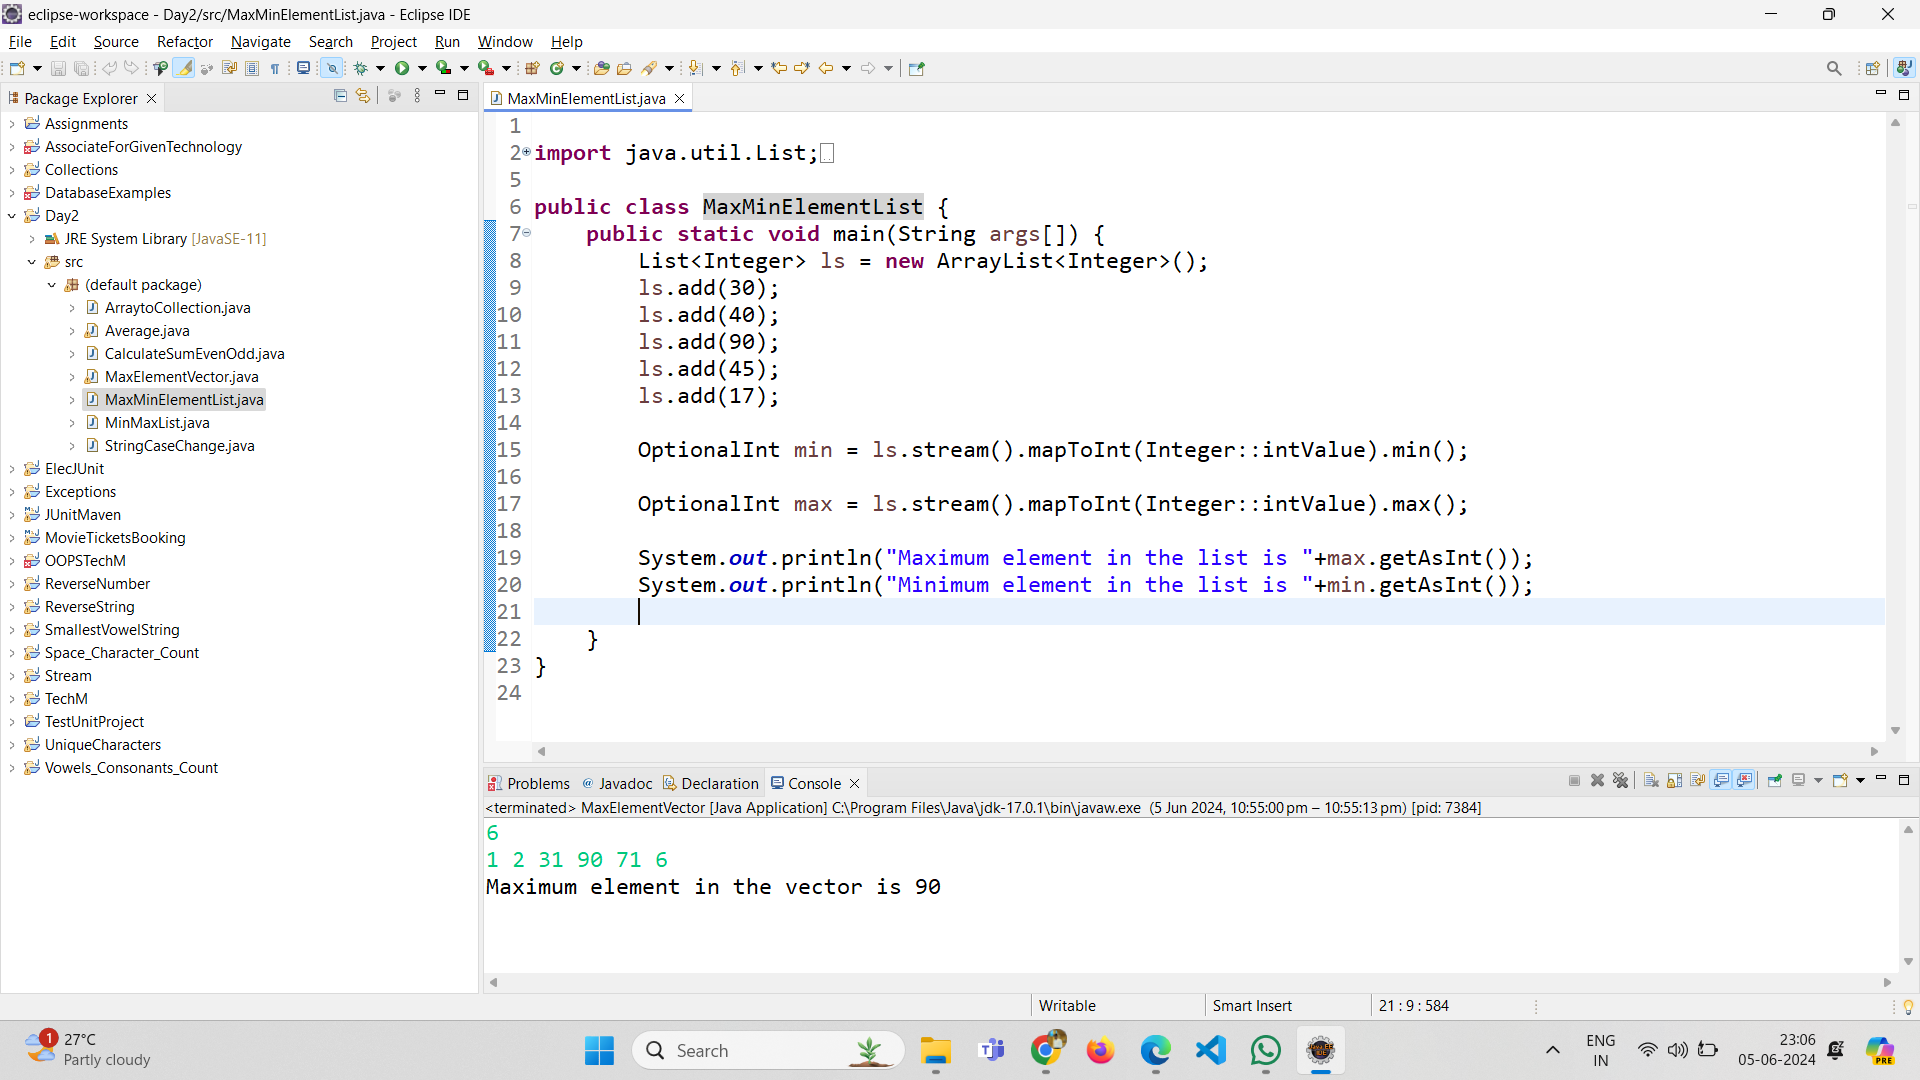 eclipse-workspace - Day2/src/MaxMinElementList.java - Eclipse IDE
File Edit Source Refactor Navigate Search Project Run Window Help
Package Explorer
Assignments
AssociateForGivenTechnology
Collections
DatabaseExamples
Day2
JRE System Library [JavaSE-11]
src
(default package)
ArraytoCollection.java
Average.java
CalculateSumEvenOdd.java
MaxElementVector.java
MaxMinElementList.java
MinMaxList.java
StringCaseChange.java
ElecJUnit
Exceptions
JUnitMaven
MovieTicketsBooking
OOPSTechM
ReverseNumber
ReverseString
SmallestVowelString
Space_Character_Count
Stream
TechM
TestUnitProject
UniqueCharacters
Vowels_Consonants_Count
MaxMinElementList.java
1
2 import java.util.List;
5
6 public class MaxMinElementList {
7 public static void main(String args[]) {
8 List<Integer> ls = new ArrayList<Integer>();
9 ls.add(30);
10 ls.add(40);
11 ls.add(90);
12 ls.add(45);
13 ls.add(17);
14
15 OptionalInt min = ls.stream().mapToInt(Integer::intValue).min();
16
17 OptionalInt max = ls.stream().mapToInt(Integer::intValue).max();
18
19 System.out.println("Maximum element in the list is "+max.getAsInt());
20 System.out.println("Minimum element in the list is "+min.getAsInt());
21
22 }
23 }
24
Problems Javadoc Declaration Console
<terminated> MaxElementVector [Java Application] C:\Program Files\Java\jdk-17.0.1\bin\javaw.exe (5 Jun 2024, 10:55:00 pm – 10:55:13 pm) [pid: 7384]
6
1 2 31 90 71 6
Maximum element in the vector is 90
Writable Smart Insert 21 : 9 : 584
1
27°C
Partly cloudy
Search
ENG
IN
23:06
05-06-2024
PRE